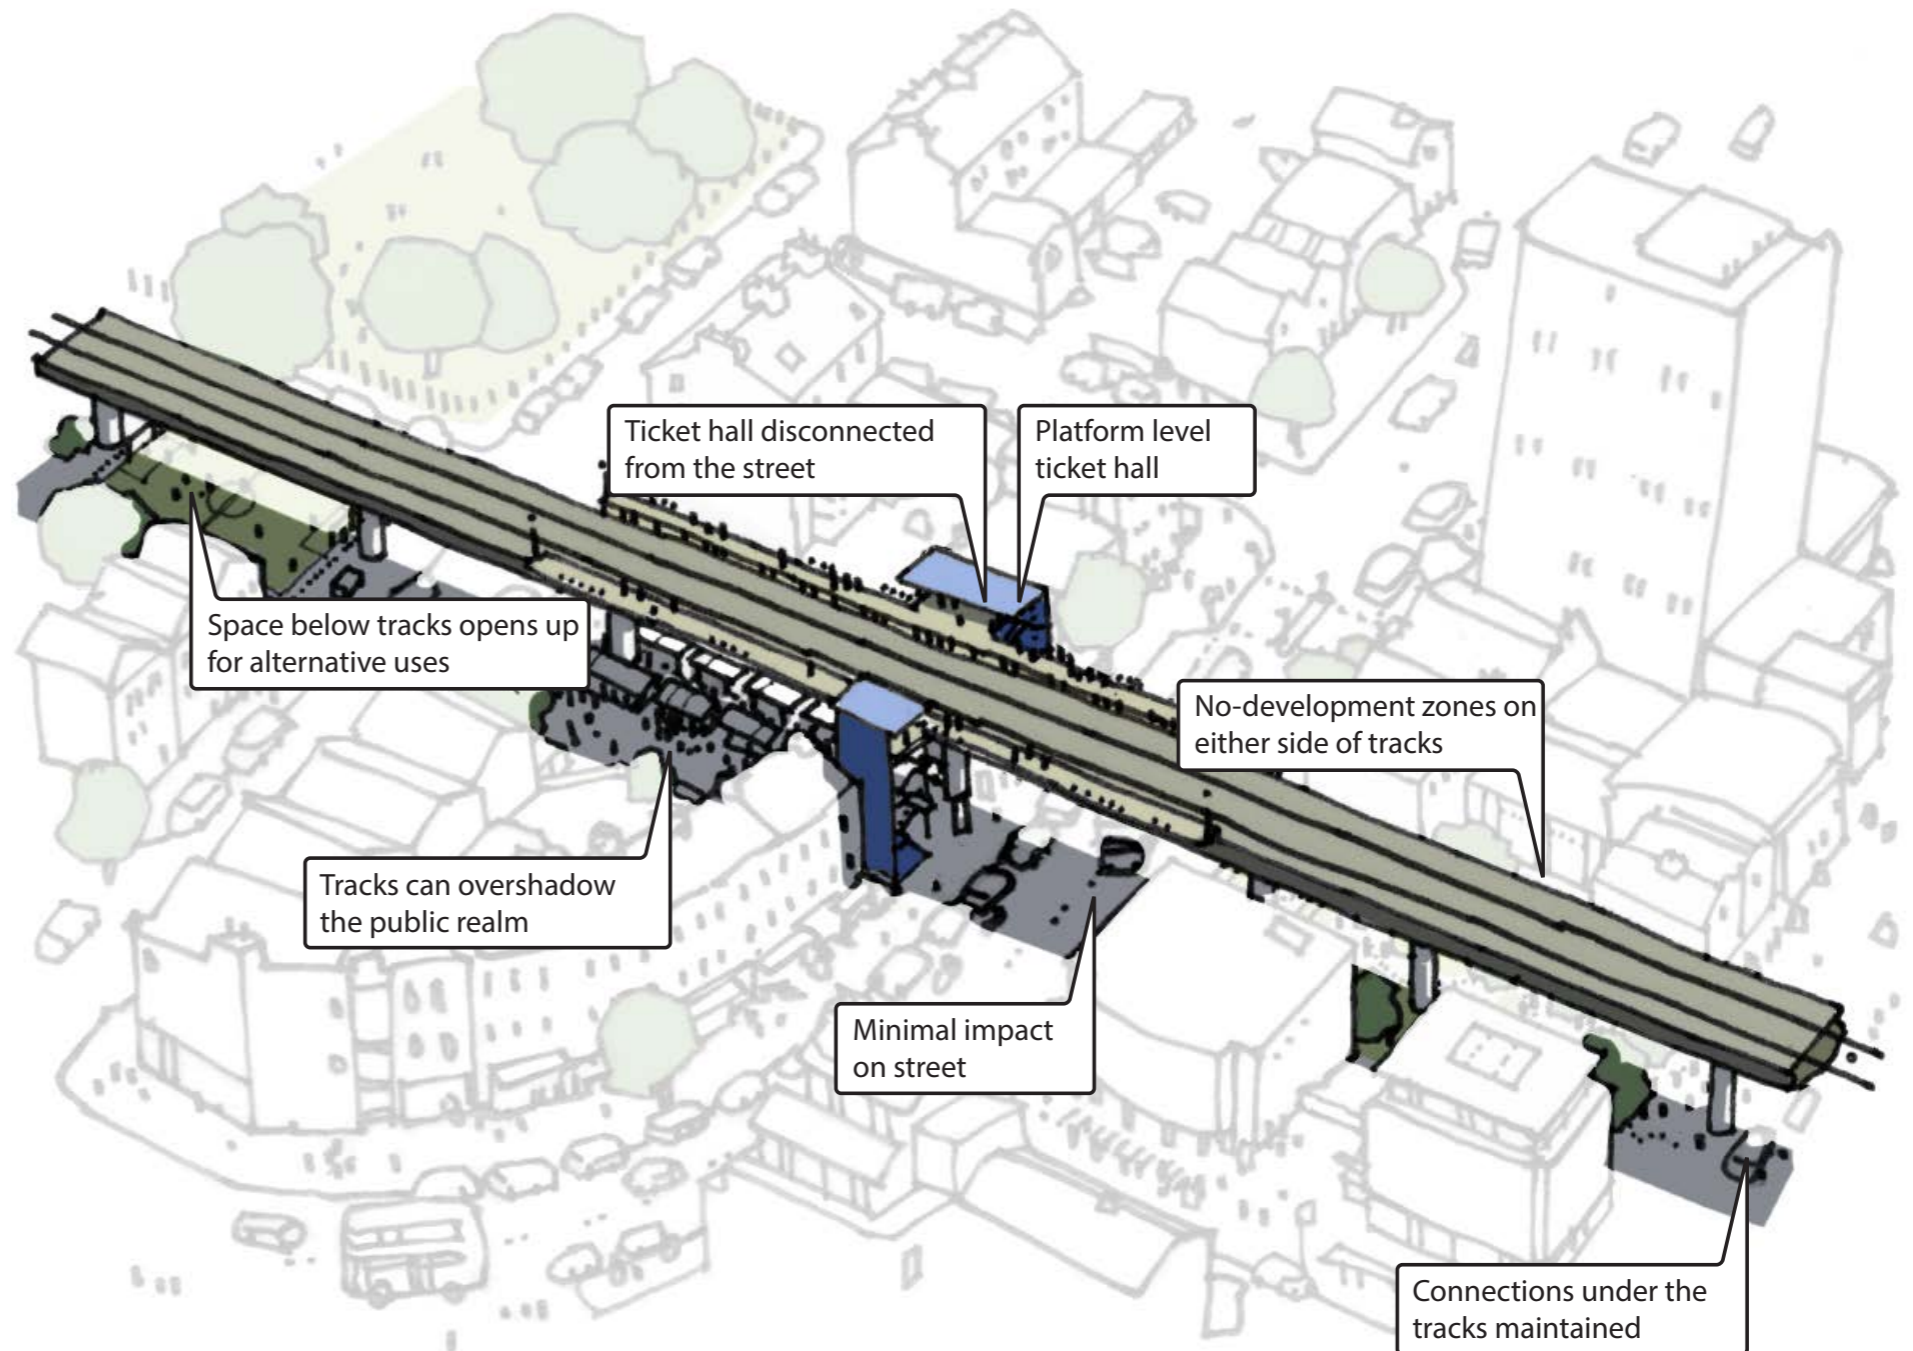 Ticket hall disconnected
from the street
Platform level
ticket hall
Space below tracks opens up
for alternative uses
No-development zones on
either side of tracks
Tracks can overshadow
the public realm
Minimal impact
on street
Connections under the
tracks maintained